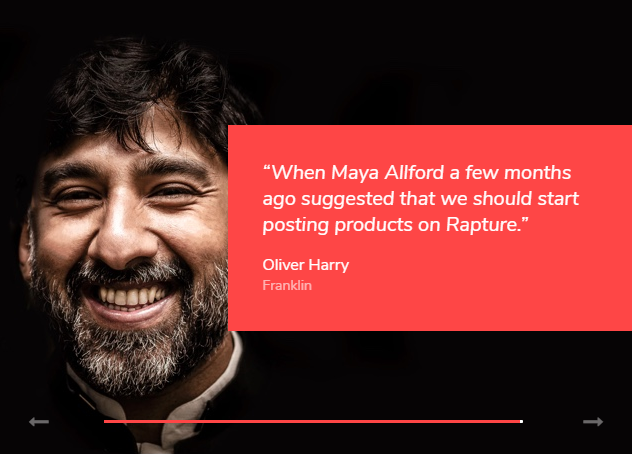 “When Maya Allford a few months
ago suggested that we should start
posting products on Rapture.”
Oliver Harry
Franklin